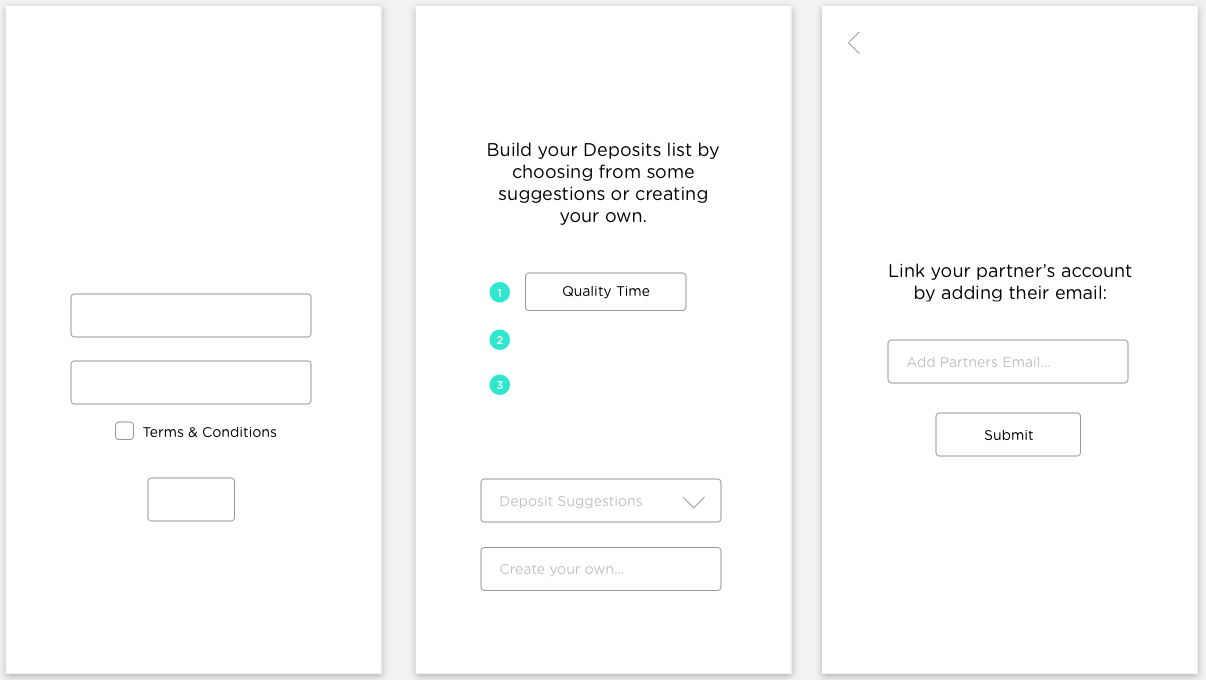 Terms & Conditions
Build your Deposits list by
choosing from some
suggestions or creating
your own.
1
Quality Time
2
3
Deposit Suggestions
Create your own...
Link your partner’s account
by adding their email:
Add Partners Email...
Submit